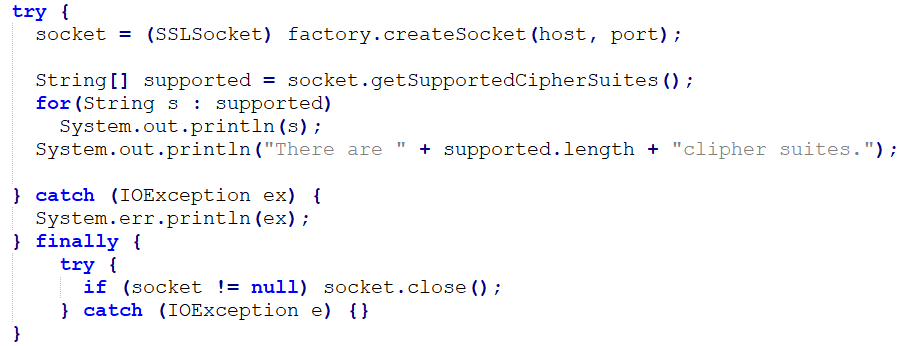 try {
  socket = (SSLSocket) factory.createSocket(host, port);
  String[] supported = socket.getSupportedCipherSuites();
  for(String s : supported)
    System.out.println(s);
  System.out.println("There are " + supported.length + "clipher suites.");
} catch (IOException ex) {
  System.err.println(ex);
} finally {
    try {
      if (socket != null) socket.close();
    } catch (IOException e) {}
}